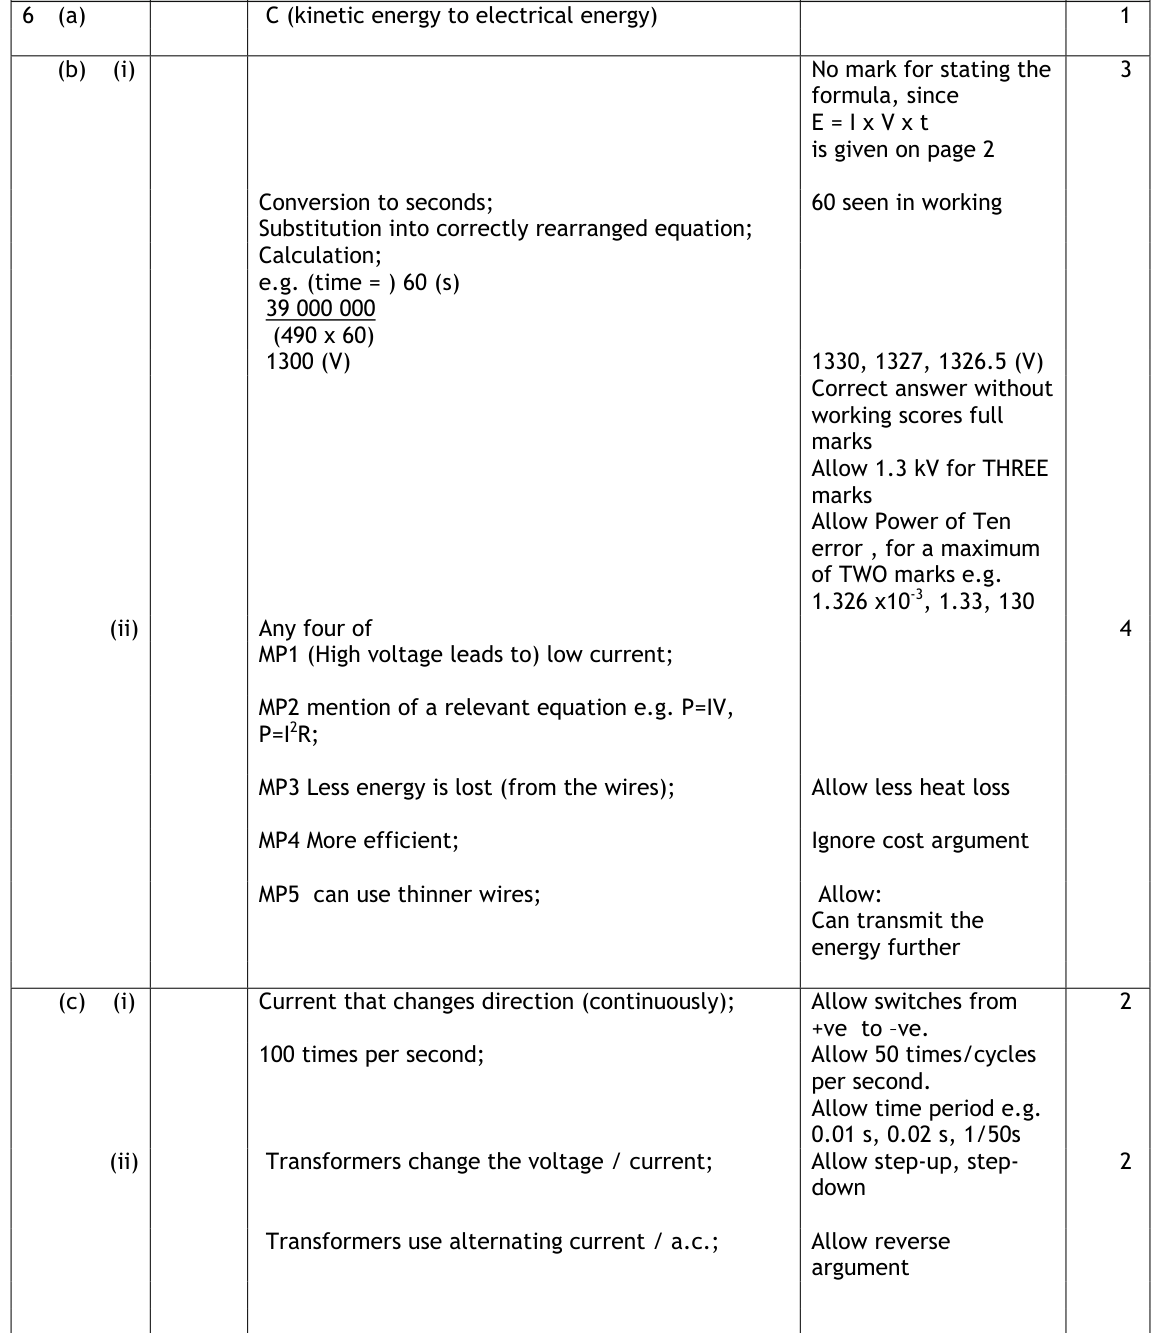 6 (a) C (kinetic energy to electrical energy) 1
(b) (i) No mark for stating the 3
formula, since
E = I x V x t
is given on page 2
Conversion to seconds; 60 seen in working
Substitution into correctly rearranged equation;
Calculation;
e.g. (time = ) 60 (s)
39 000 000
(490 x 60)
1300 (V) 1330, 1327, 1326.5 (V)
Correct answer without
working scores full
marks
Allow 1.3 kV for THREE
marks
Allow Power of Ten
error , for a maximum
of TWO marks e.g.
1.326 x10⁻³, 1.33, 130
(ii) Any four of 4
MP1 (High voltage leads to) low current;
MP2 mention of a relevant equation e.g. P=IV,
P=I²R;
MP3 Less energy is lost (from the wires); Allow less heat loss
MP4 More efficient; Ignore cost argument
MP5 can use thinner wires; Allow:
Can transmit the
energy further
(c) (i) Current that changes direction (continuously); Allow switches from 2
+ve to –ve.
100 times per second; Allow 50 times/cycles
per second.
Allow time period e.g.
0.01 s, 0.02 s, 1/50s
(ii) Transformers change the voltage / current; Allow step-up, step- 2
down
Transformers use alternating current / a.c.; Allow reverse
argument